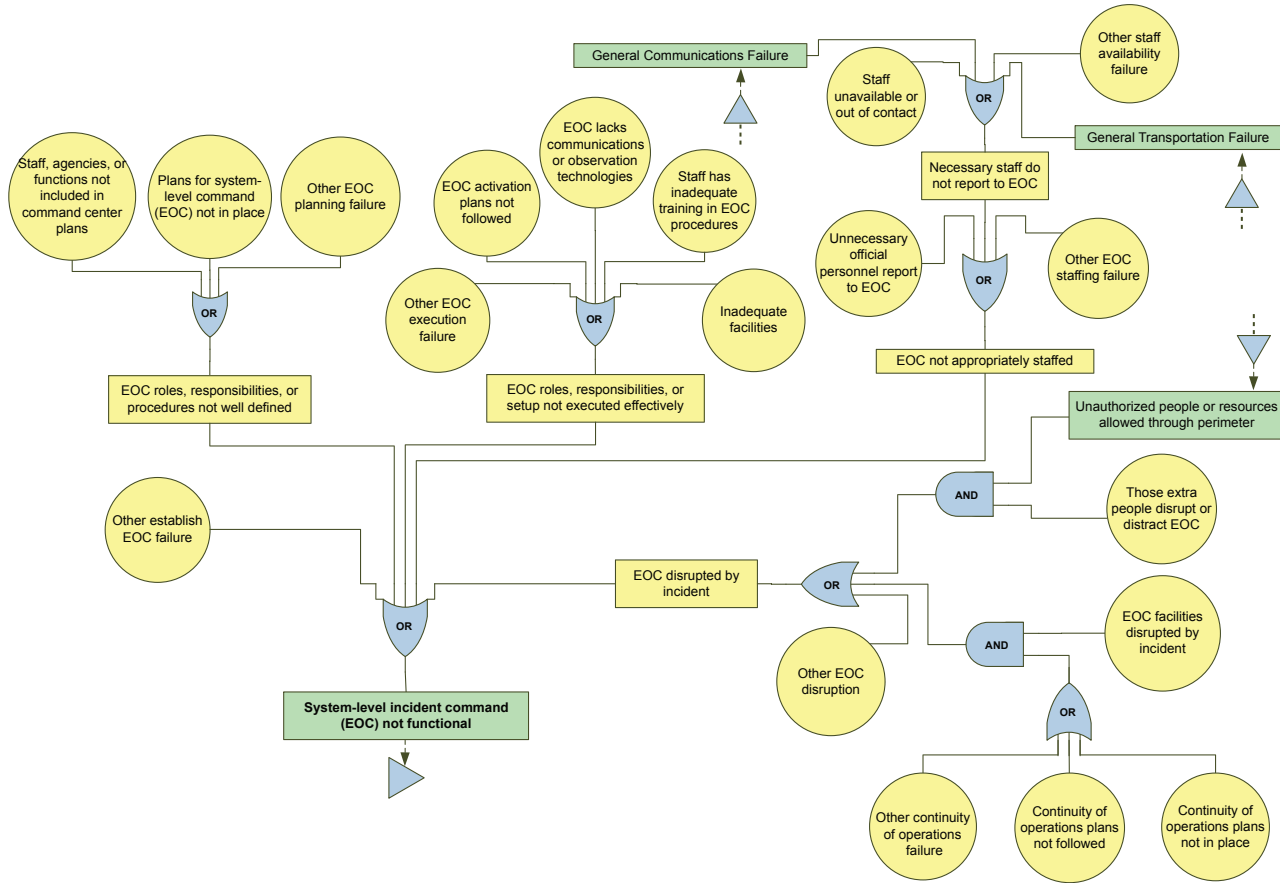 General Communications Failure
Staff
unavailable or
out of contact
OR
Other staff
availability
failure
General Transportation Failure
Staff, agencies, or
functions not
included in
command center
plans
Plans for system-
level command
(EOC) not in place
Other EOC
planning failure
EOC activation
plans not
followed
EOC lacks
communications
or observation
technologies
Staff has
inadequate
training in EOC
procedures
Necessary staff do
not report to EOC
Unnecessary
official
personnel report
to EOC
OR
Other EOC
staffing failure
OR
Other EOC
execution
failure
OR
Inadequate
facilities
EOC not appropriately staffed
EOC roles, responsibilities, or
procedures not well defined
EOC roles, responsibilities, or
setup not executed effectively
Unauthorized people or resources
allowed through perimeter
AND
Those extra
people disrupt or
distract EOC
Other establish
EOC failure
EOC disrupted by
incident
OR
OR
AND
EOC facilities
disrupted by
incident
Other EOC
disruption
System-level incident command
(EOC) not functional
OR
Other continuity
of operations
failure
Continuity of
operations plans
not followed
Continuity of
operations plans
not in place